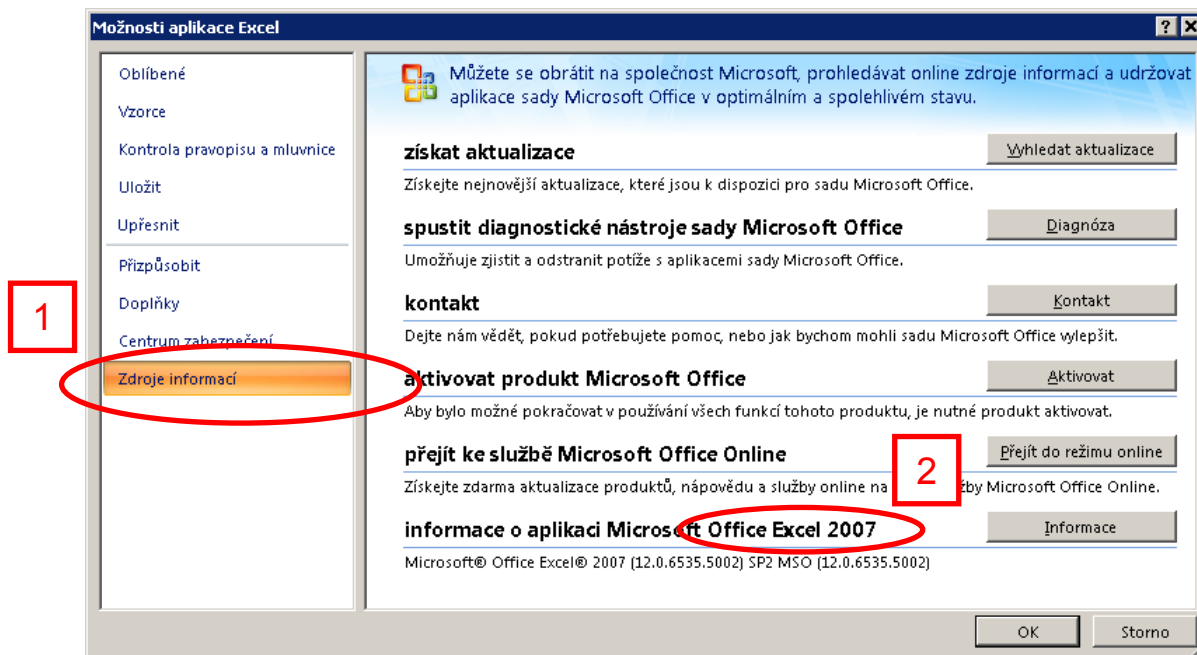 Možnosti aplikace Excel
Oblíbené
Vzorce
Kontrola pravopisu a mluvnice
Uložit
Upřesnit
Přizpůsobit
Doplňky
Centrum zabezpečení
Zdroje informací
1
Můžete se obrátit na společnost Microsoft, prohledávat online zdroje informací a udržovat
aplikace sady Microsoft Office v optimálním a spolehlivém stavu.
získat aktualizace
Vyhledat aktualizace
Získejte nejnovější aktualizace, které jsou k dispozici pro sadu Microsoft Office.
spustit diagnostické nástroje sady Microsoft Office
Diagnóza
Umožňuje zjistit a odstranit potíže s aplikacemi sady Microsoft Office.
kontakt
Kontakt
Dejte nám vědět, pokud potřebujete pomoc, nebo jak bychom mohli sadu Microsoft Office vylepšit.
aktivovat produkt Microsoft Office
Aktivovat
Aby bylo možné pokračovat v používání všech funkcí tohoto produktu, je nutné produkt aktivovat.
přejít ke službě Microsoft Office Online
2
Přejít do režimu online
Získejte zdarma aktualizace produktů, nápovědu a služby online na Microsoft Office Online.
informace o aplikaci Microsoft Office Excel 2007
Informace
Microsoft® Office Excel® 2007 (12.0.6535.5002) SP2 MSO (12.0.6535.5002)
OK
Storno